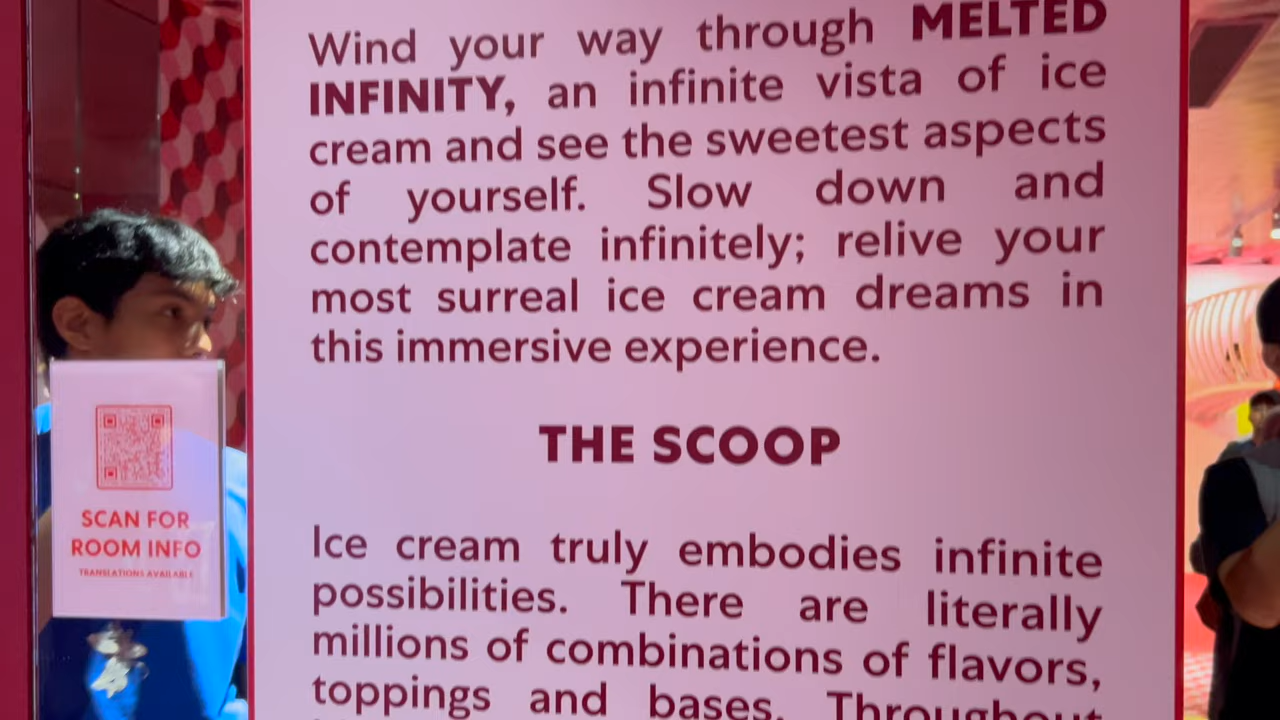 Wind your way through MELTED
INFINITY, an infinite vista of ice
cream and see the sweetest aspects
of yourself. Slow down and
contemplate infinitely; relive your
most surreal ice cream dreams in
this immersive experience.
THE SCOOP
Ice cream truly embodies infinite
possibilities. There are literally
millions of combinations of flavors,
toppings and bases. Throughout
SCAN FOR
ROOM INFO
TRANSLATIONS AVAILABLE